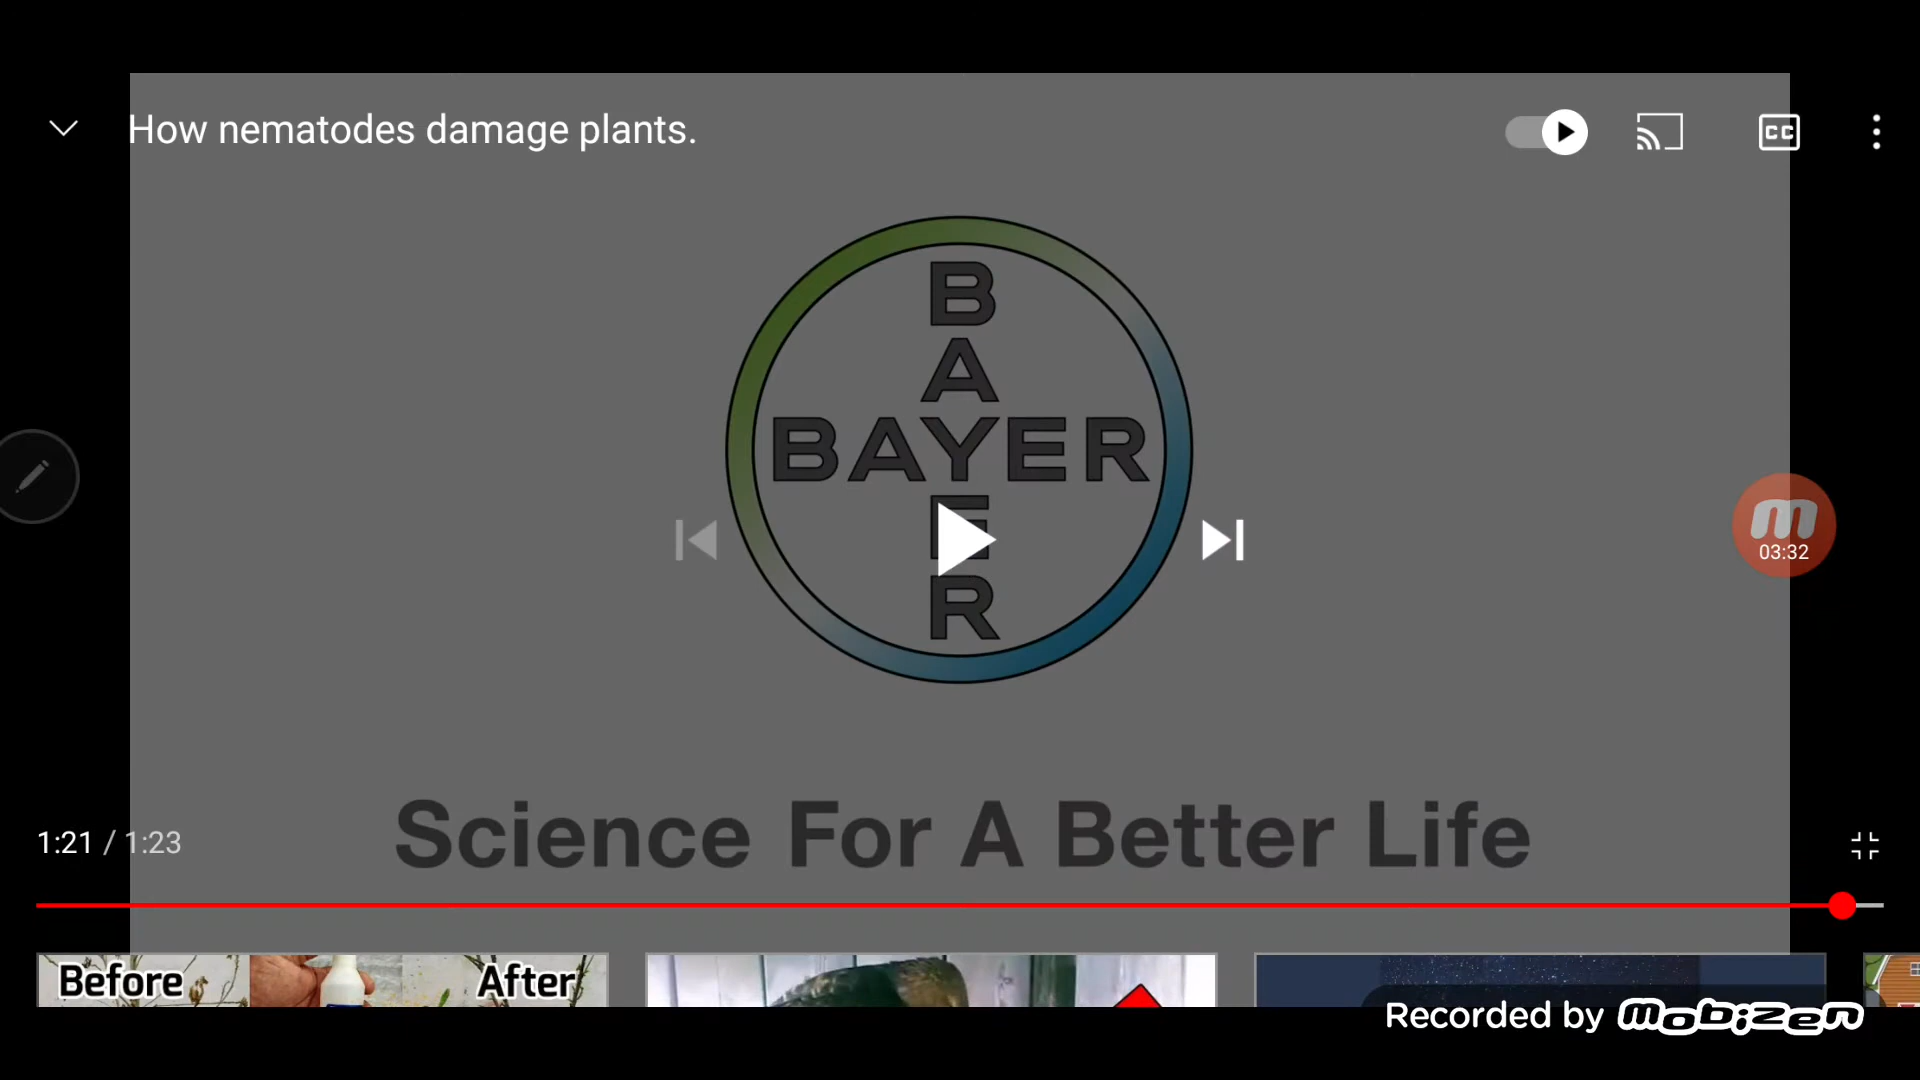 How nematodes damage plants.
CC
B
A
BAYER
E
R
03:32
Science For A Better Life
1:21 / 1:23
Before
After
Recorded by mobizen